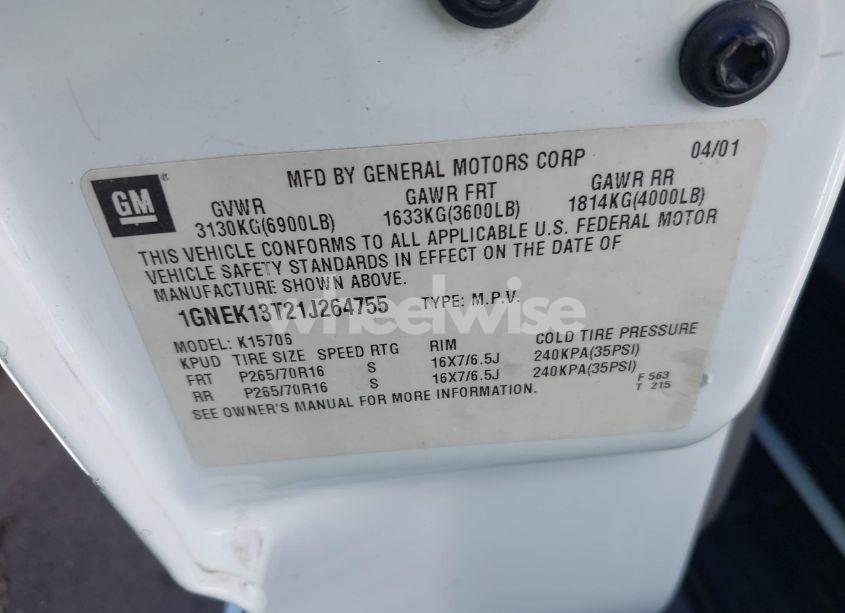 GM
MFD BY GENERAL MOTORS CORP 04/01
GVWR GAWR FRT GAWR RR
3130KG(6900LB) 1633KG(3600LB) 1814KG(4000LB)
THIS VEHICLE CONFORMS TO ALL APPLICABLE U.S. FEDERAL MOTOR
VEHICLE SAFETY STANDARDS IN EFFECT ON THE DATE OF
MANUFACTURE SHOWN ABOVE.
1GNEK13T21J264755 TYPE: M.P.V.
wheelwise
MODEL: K15706
KPUD TIRE SIZE SPEED RTG RIM COLD TIRE PRESSURE
FRT P265/70R16 S 16X7/6.5J 240KPA(35PSI)
RR P265/70R16 S 16X7/6.5J 240KPA(35PSI)
SEE OWNER'S MANUAL FOR MORE INFORMATION.
F 563
T 215